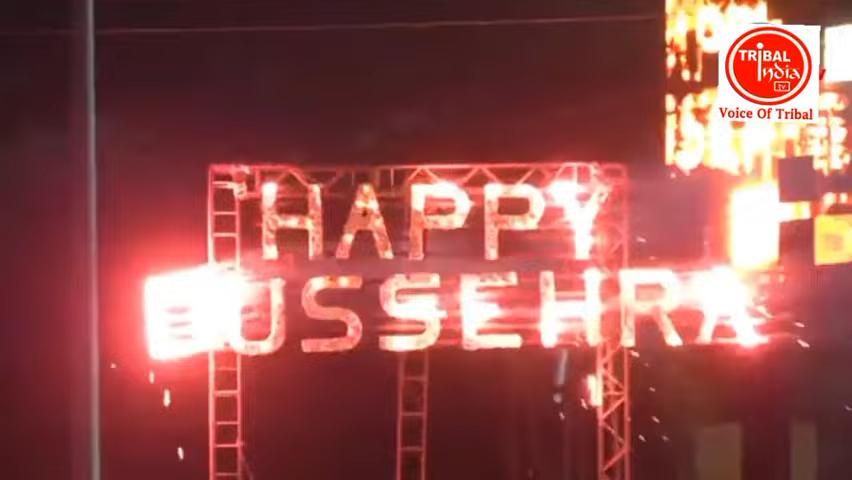 TRiBAL
india
tv
Voice Of Tribal
HAPPY
DUSSEHRA